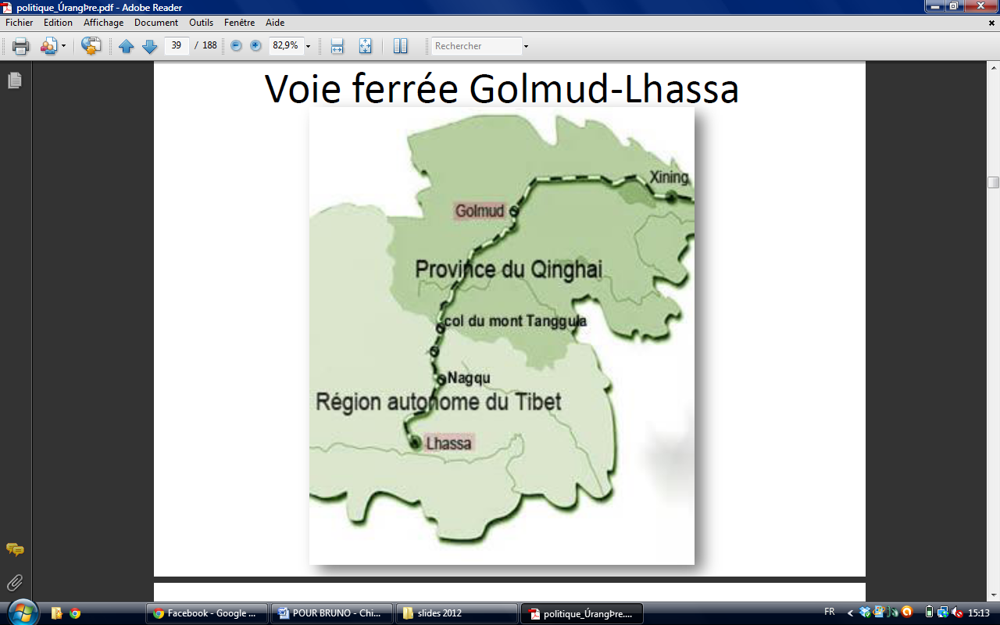 politique_ÚrangÞre.pdf - Adobe Reader
Fichier Edition Affichage Document Outils Fenêtre Aide
39 / 188 82,9% Rechercher
Voie ferrée Golmud-Lhassa
Xining
Golmud
Province du Qinghai
col du mont Tanggula
Nagqu
Région autonome du Tibet
Lhassa
Facebook - Google ... POUR BRUNO - Chi... slides 2012 politique_ÚrangÞre.... FR 15:13